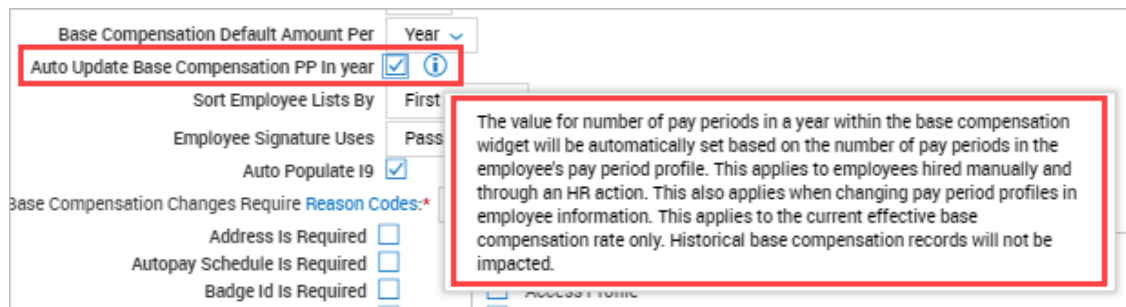 Base Compensation Default Amount Per Year
Auto Update Base Compensation PP In year
Sort Employee Lists By First
Employee Signature Uses Pass
Auto Populate I9
Base Compensation Changes Require Reason Codes:*
Address Is Required
Autopay Schedule Is Required
Badge Id Is Required
The value for number of pay periods in a year within the base compensation
widget will be automatically set based on the number of pay periods in the
employee's pay period profile. This applies to employees hired manually and
through an HR action. This also applies when changing pay period profiles in
employee information. This applies to the current effective base
compensation rate only. Historical base compensation records will not be
impacted.
Access Profile